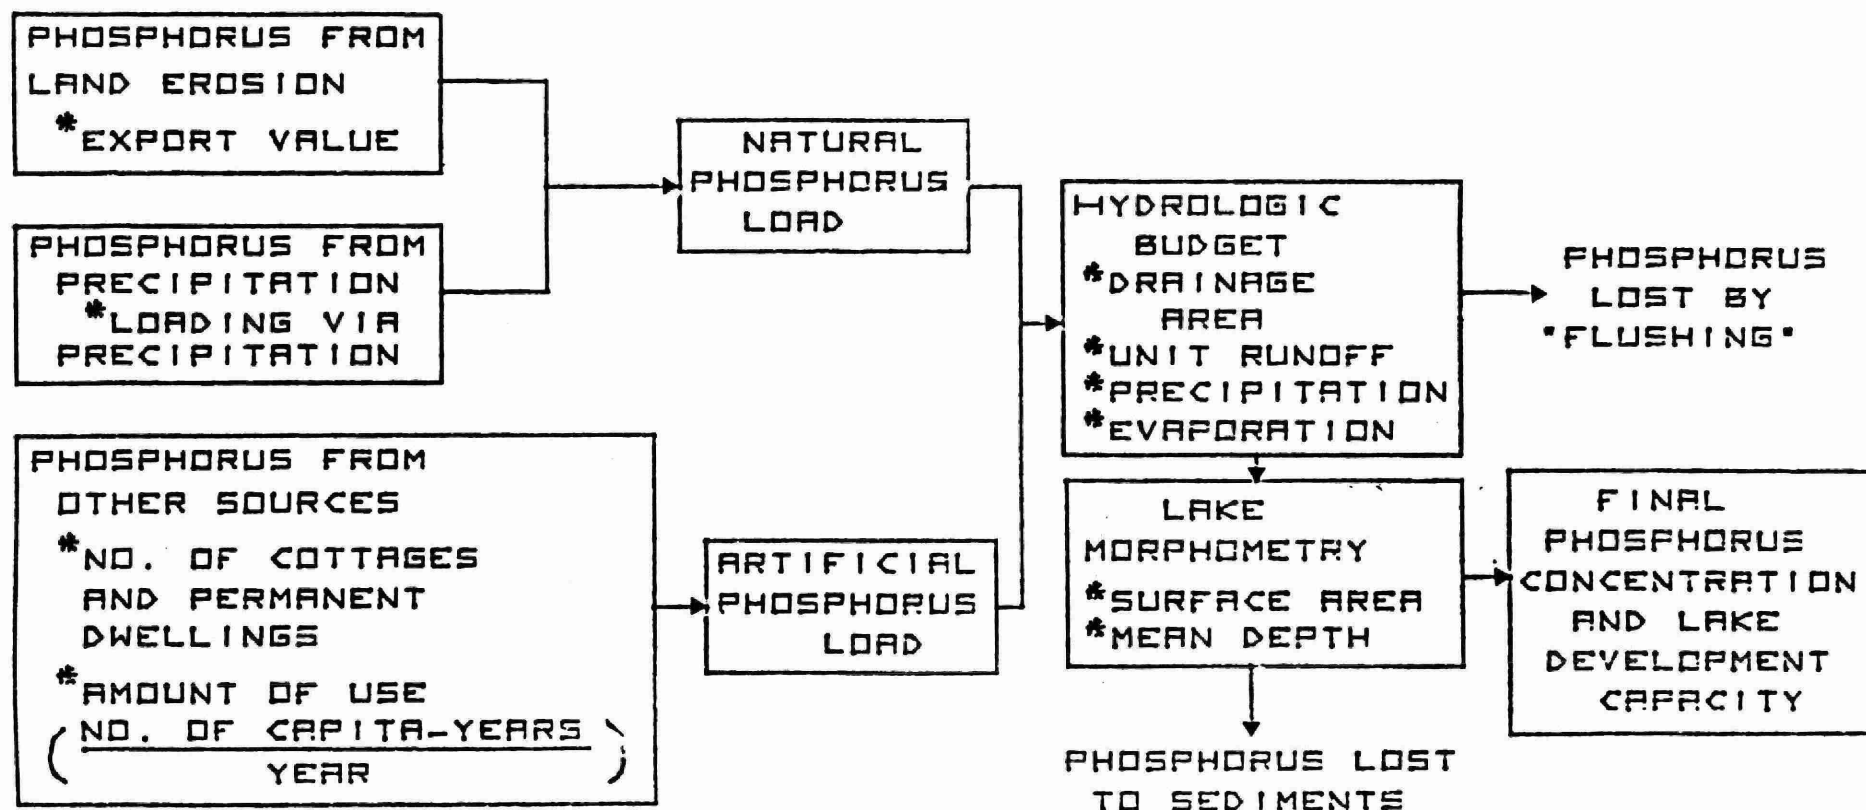 PHOSPHORUS FROM
LAND EROSION
*EXPORT VALUE
PHOSPHORUS FROM
PRECIPITATION
*LOADING VIA
PRECIPITATION
PHOSPHORUS FROM
OTHER SOURCES
*NO. OF COTTAGES
AND PERMANENT
DWELLINGS
*AMOUNT OF USE
(NO. OF CAPITA-YEARS
YEAR)
NATURAL
PHOSPHORUS
LOAD
ARTIFICIAL
PHOSPHORUS
LOAD
HYDROLOGIC
BUDGET
*DRAINAGE
AREA
*UNIT RUNOFF
*PRECIPITATION
*EVAPORATION
LAKE
MORPHOMETRY
*SURFACE AREA
*MEAN DEPTH
PHOSPHORUS LOST
TO SEDIMENTS
PHOSPHORUS
LOST BY
"FLUSHING"
FINAL
PHOSPHORUS
CONCENTRATION
AND LAKE
DEVELOPMENT
CAPACITY